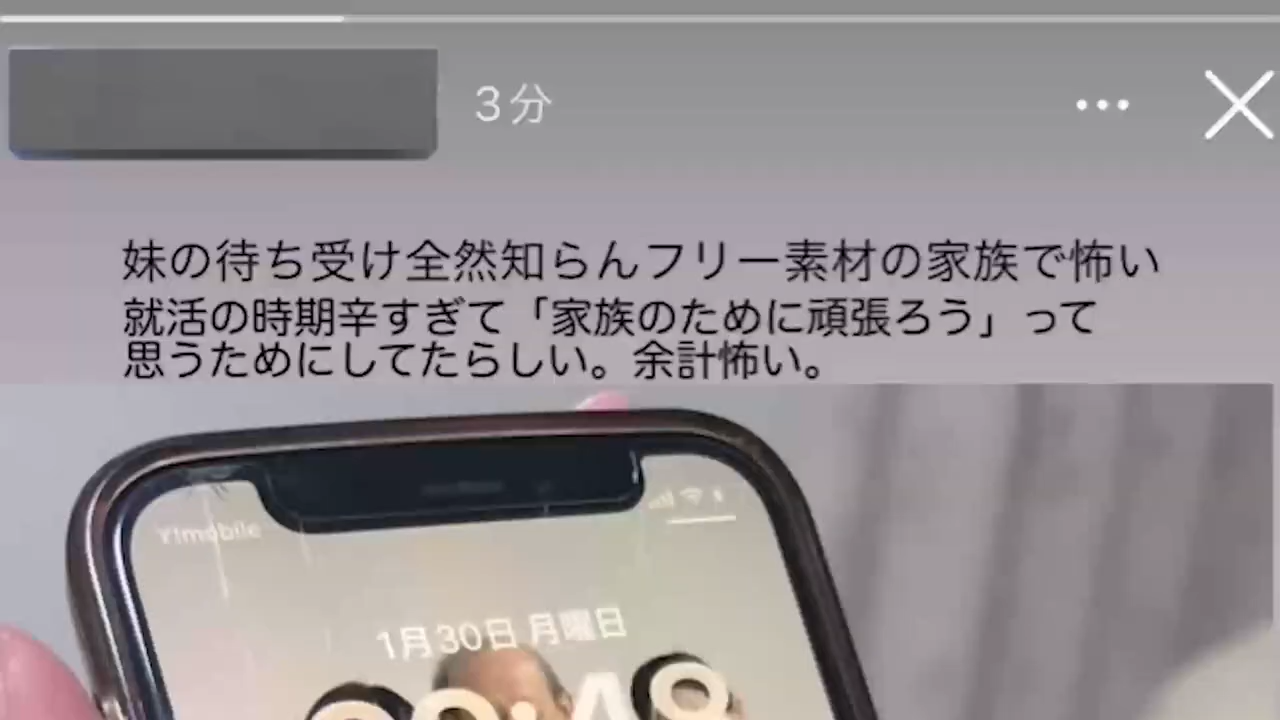 3分
妹の待ち受け全然知らんフリー素材の家族で怖い
就活の時期辛すぎて「家族のために頑張ろう」って
思うためにしてたらしい。余計怖い。
Y!mobile
1月30日 月曜日